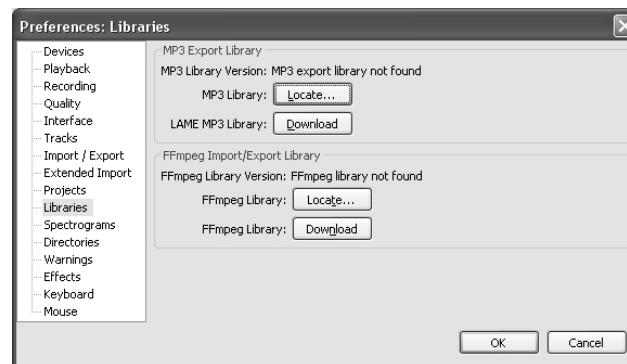 Preferences: Libraries
Devices
Playback
Recording
Quality
Interface
Tracks
Import / Export
Extended Import
Projects
Libraries
Spectrograms
Directories
Warnings
Effects
Keyboard
Mouse
MP3 Export Library
MP3 Library Version: MP3 export library not found
MP3 Library: Locate...
LAME MP3 Library: Download
FFmpeg Import/Export Library
FFmpeg Library Version: FFmpeg library not found
FFmpeg Library: Locate...
FFmpeg Library: Download
OK Cancel